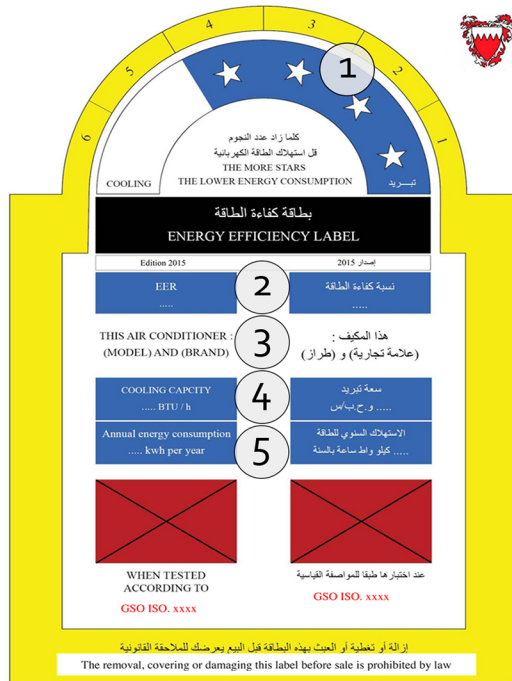 6 5 4 3 2 1
1
كلما زاد عدد النجوم
قل استهلاك الطاقة الكهربائية
THE MORE STARS
THE LOWER ENERGY CONSUMPTION
COOLING
تبـــريد
بطاقة كفاءة الطاقة
ENERGY EFFICIENCY LABEL
Edition 2015
إصدار 2015
2
EER
.....
نسبة كفاءة الطاقة
.....
3
THIS AIR CONDITIONER :
(MODEL) AND (BRAND)
هذا المكيف :
(علامة تجارية) و (طراز)
4
COOLING CAPCITY
..... BTU / h
سعة تبريد
..... و.ح.ب/س
5
Annual energy consumption
..... kwh per year
الاستهلاك السنوي للطاقة
..... كيلو واط ساعة بالسنة
WHEN TESTED
ACCORDING TO
GSO ISO. xxxx
عند اختبارها طبقا للمواصفة القياسية
GSO ISO. xxxx
إزالة أو تغطية أو العبث بهذه البطاقة قبل البيع يعرضك للملاحقة القانونية
The removal, covering or damaging this label before sale is prohibited by law